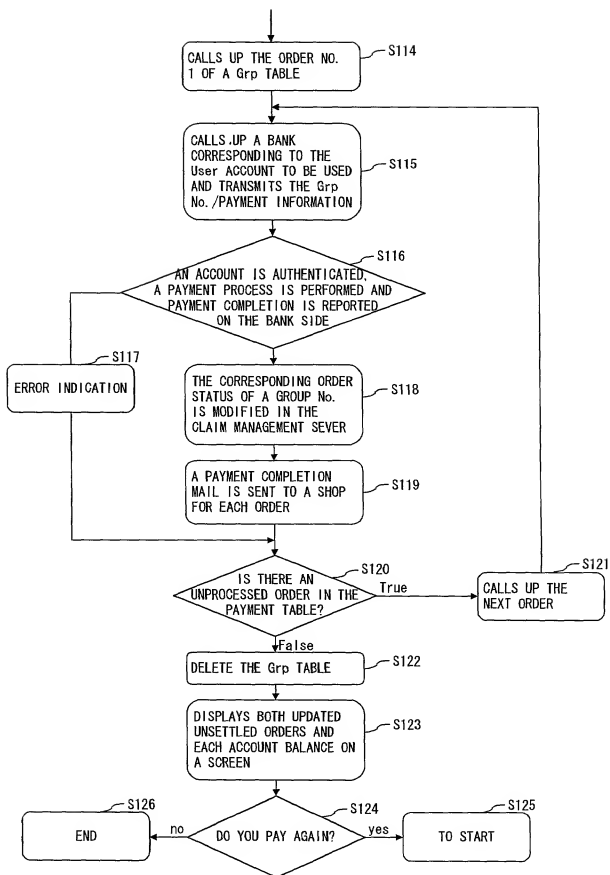 CALLS UP THE ORDER NO.
1 OF A Grp TABLE
S114
CALLS.UP A BANK
CORRESPONDING TO THE
User ACCOUNT TO BE USED
AND TRANSMITS THE Grp
No./PAYMENT INFORMATION
S115
S116
AN ACCOUNT IS AUTHENTICATED,
A PAYMENT PROCESS IS PERFORMED AND
PAYMENT COMPLETION IS REPORTED
ON THE BANK SIDE
S117
ERROR INDICATION
THE CORRESPONDING ORDER
STATUS OF A GROUP No.
IS MODIFIED IN THE
CLAIM MANAGEMENT SEVER
S118
A PAYMENT COMPLETION
MAIL IS SENT TO A SHOP
FOR EACH ORDER
S119
S120
IS THERE AN
UNPROCESSED ORDER IN THE
PAYMENT TABLE?
True
S121
CALLS UP THE
NEXT ORDER
False
DELETE THE Grp TABLE
S122
DISPLAYS BOTH UPDATED
UNSETTLED ORDERS AND
EACH ACCOUNT BALANCE ON
A SCREEN
S123
S126
END
no
S124
DO YOU PAY AGAIN?
yes
S125
TO START